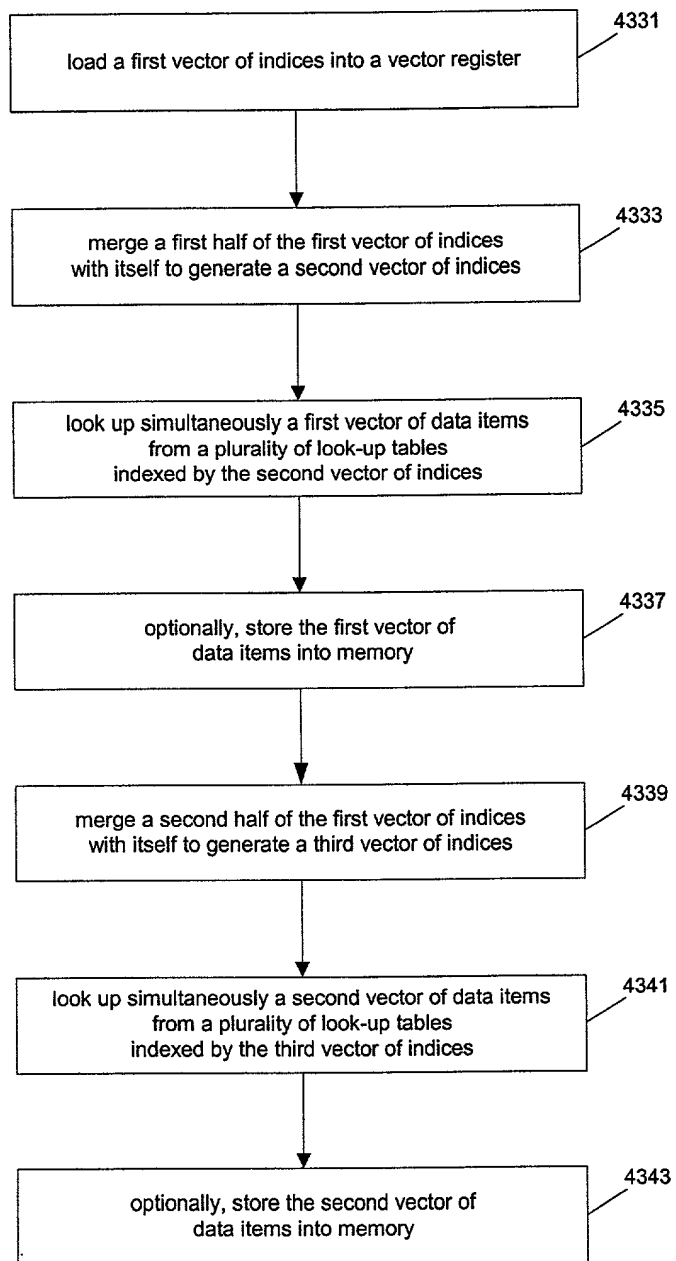 4331
load a first vector of indices into a vector register
4333
merge a first half of the first vector of indices
with itself to generate a second vector of indices
4335
look up simultaneously a first vector of data items
from a plurality of look-up tables
indexed by the second vector of indices
4337
optionally, store the first vector of
data items into memory
4339
merge a second half of the first vector of indices
with itself to generate a third vector of indices
4341
look up simultaneously a second vector of data items
from a plurality of look-up tables
indexed by the third vector of indices
4343
optionally, store the second vector of
data items into memory